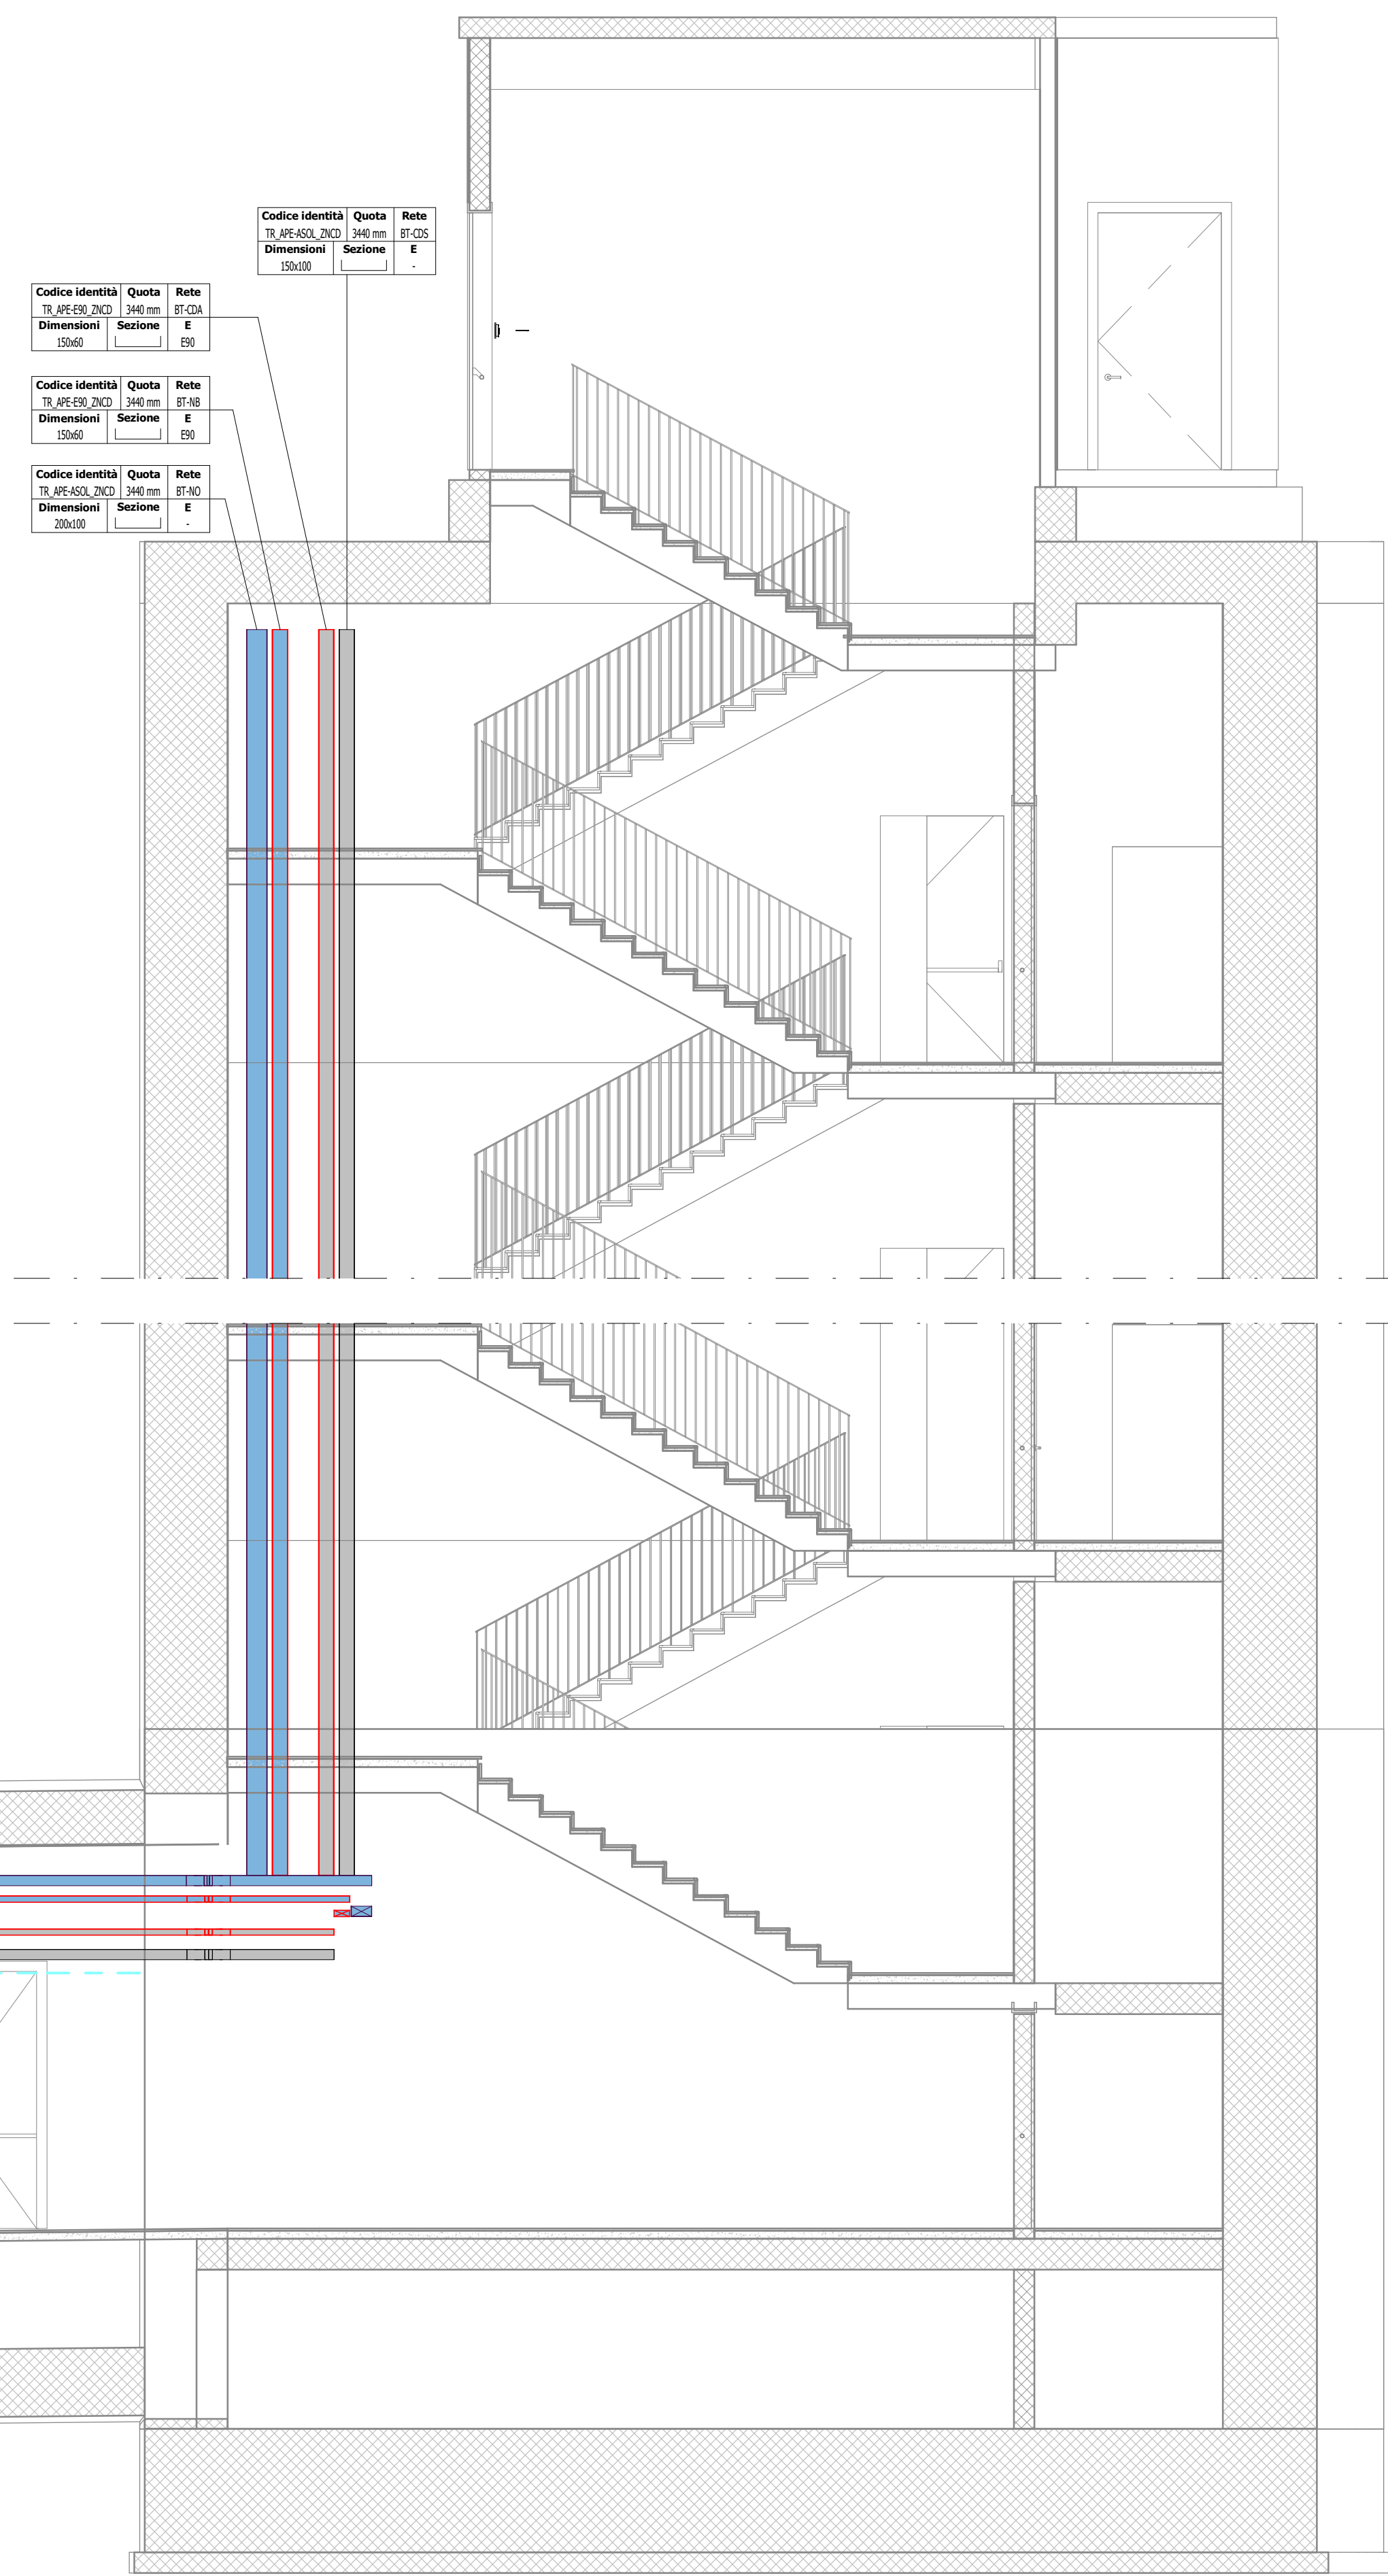 Codice identità Quota Rete
TR_APE-ASOL_ZNCD 3440 mm BT-CDS
Dimensioni Sezione E
150x100 -
Codice identità Quota Rete
TR_APE-E90_ZNCD 3440 mm BT-CDA
Dimensioni Sezione E
150x60 E90
Codice identità Quota Rete
TR_APE-E90_ZNCD 3440 mm BT-NB
Dimensioni Sezione E
150x60 E90
Codice identità Quota Rete
TR_APE-ASOL_ZNCD 3440 mm BT-NO
Dimensioni Sezione E
200x100 -